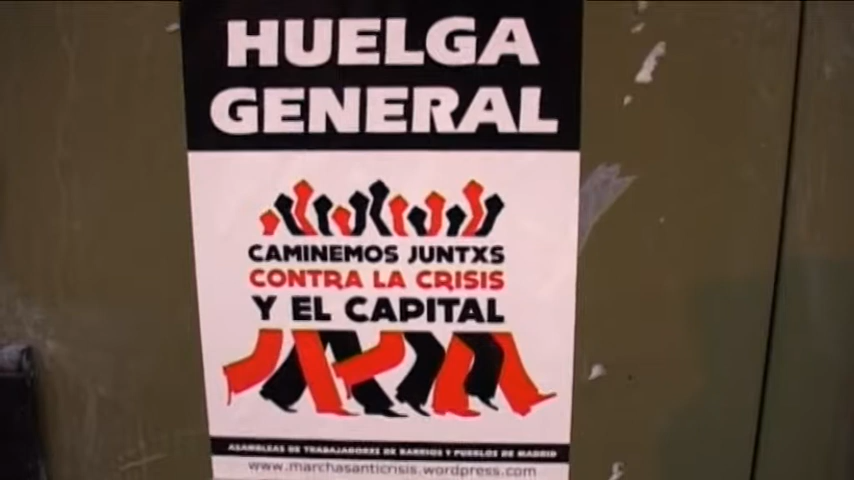 HUELGA
GENERAL
CAMINEMOS JUNTXS
CONTRA LA CRISIS
Y EL CAPITAL
ASAMBLEAS DE TRABAJADORES DE BARRIOS Y PUEBLOS DE MADRID
www.marchasanticrisis.wordpress.com